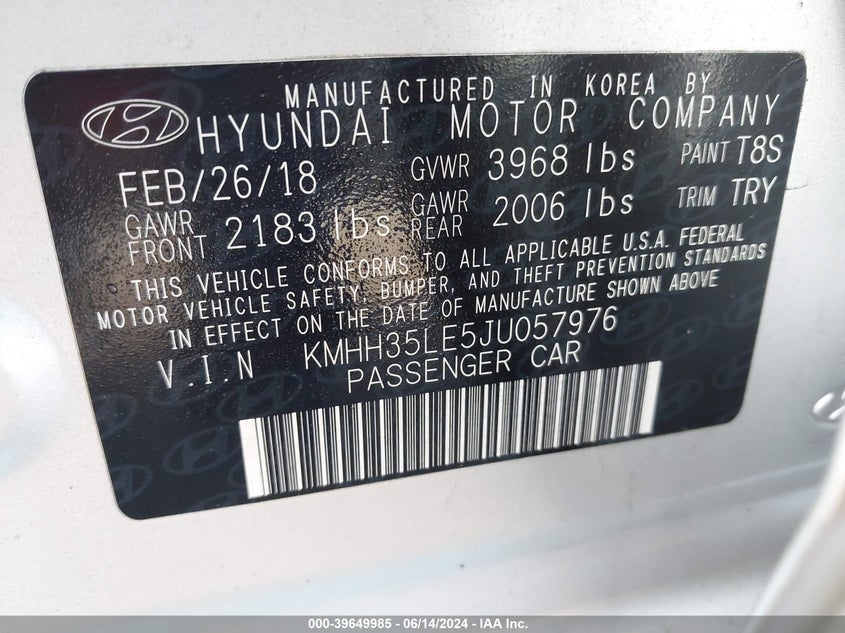 MANUFACTURED IN KOREA BY
HYUNDAI MOTOR COMPANY
FEB/26/18 GVWR 3968 lbs PAINT T8S
GAWR FRONT 2183 lbs GAWR REAR 2006 lbs TRIM TRY
THIS VEHICLE CONFORMS TO ALL APPLICABLE U.S.A. FEDERAL
MOTOR VEHICLE SAFETY, BUMPER, AND THEFT PREVENTION STANDARDS
IN EFFECT ON THE DATE OF MANUFACTURE SHOWN ABOVE
V.I.N KMHH35LE5JU057976
PASSENGER CAR
000-39649985 - 06/14/2024 - IAA Inc.